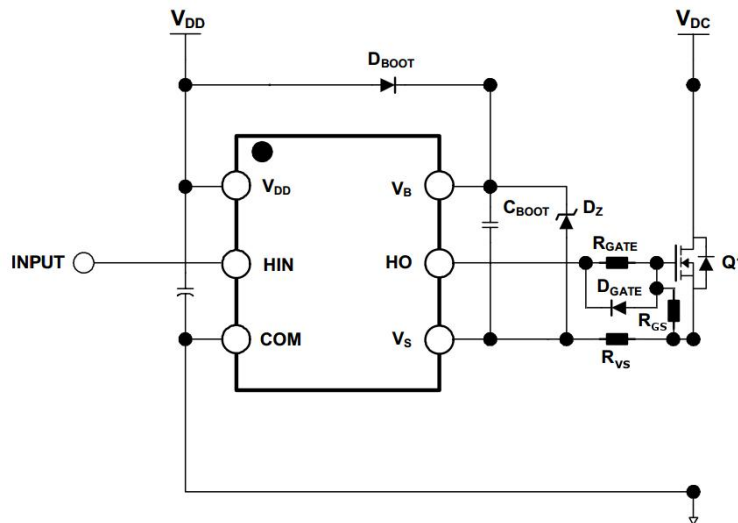 VDD
VDC
DBOOT
VDD
VB
CBOOT
DZ
RGATE
INPUT
HIN
HO
DGATE
Q
RGS
COM
VS
RVS